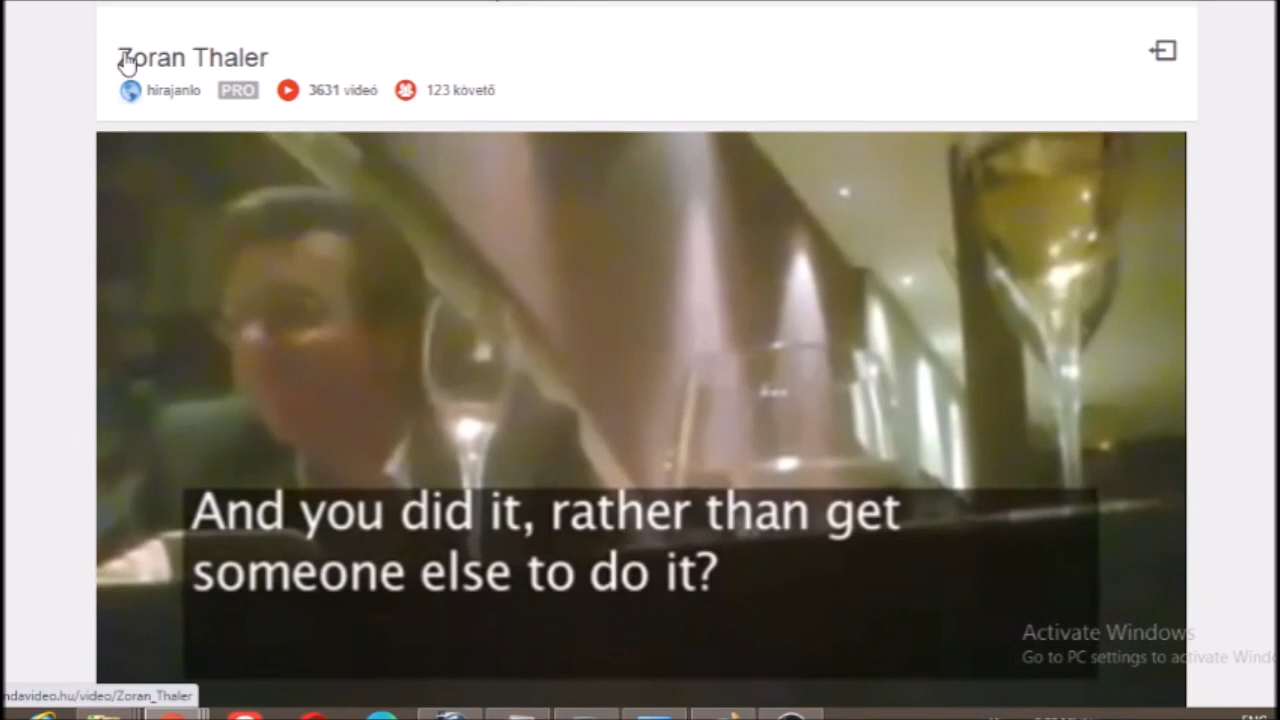 Zoran Thaler
hirajanlo PRO 3631 videó 123 követő
And you did it, rather than get
someone else to do it?
Activate Windows
Go to PC settings to activate Wind
ndavideo.hu/video/Zoran_Thaler